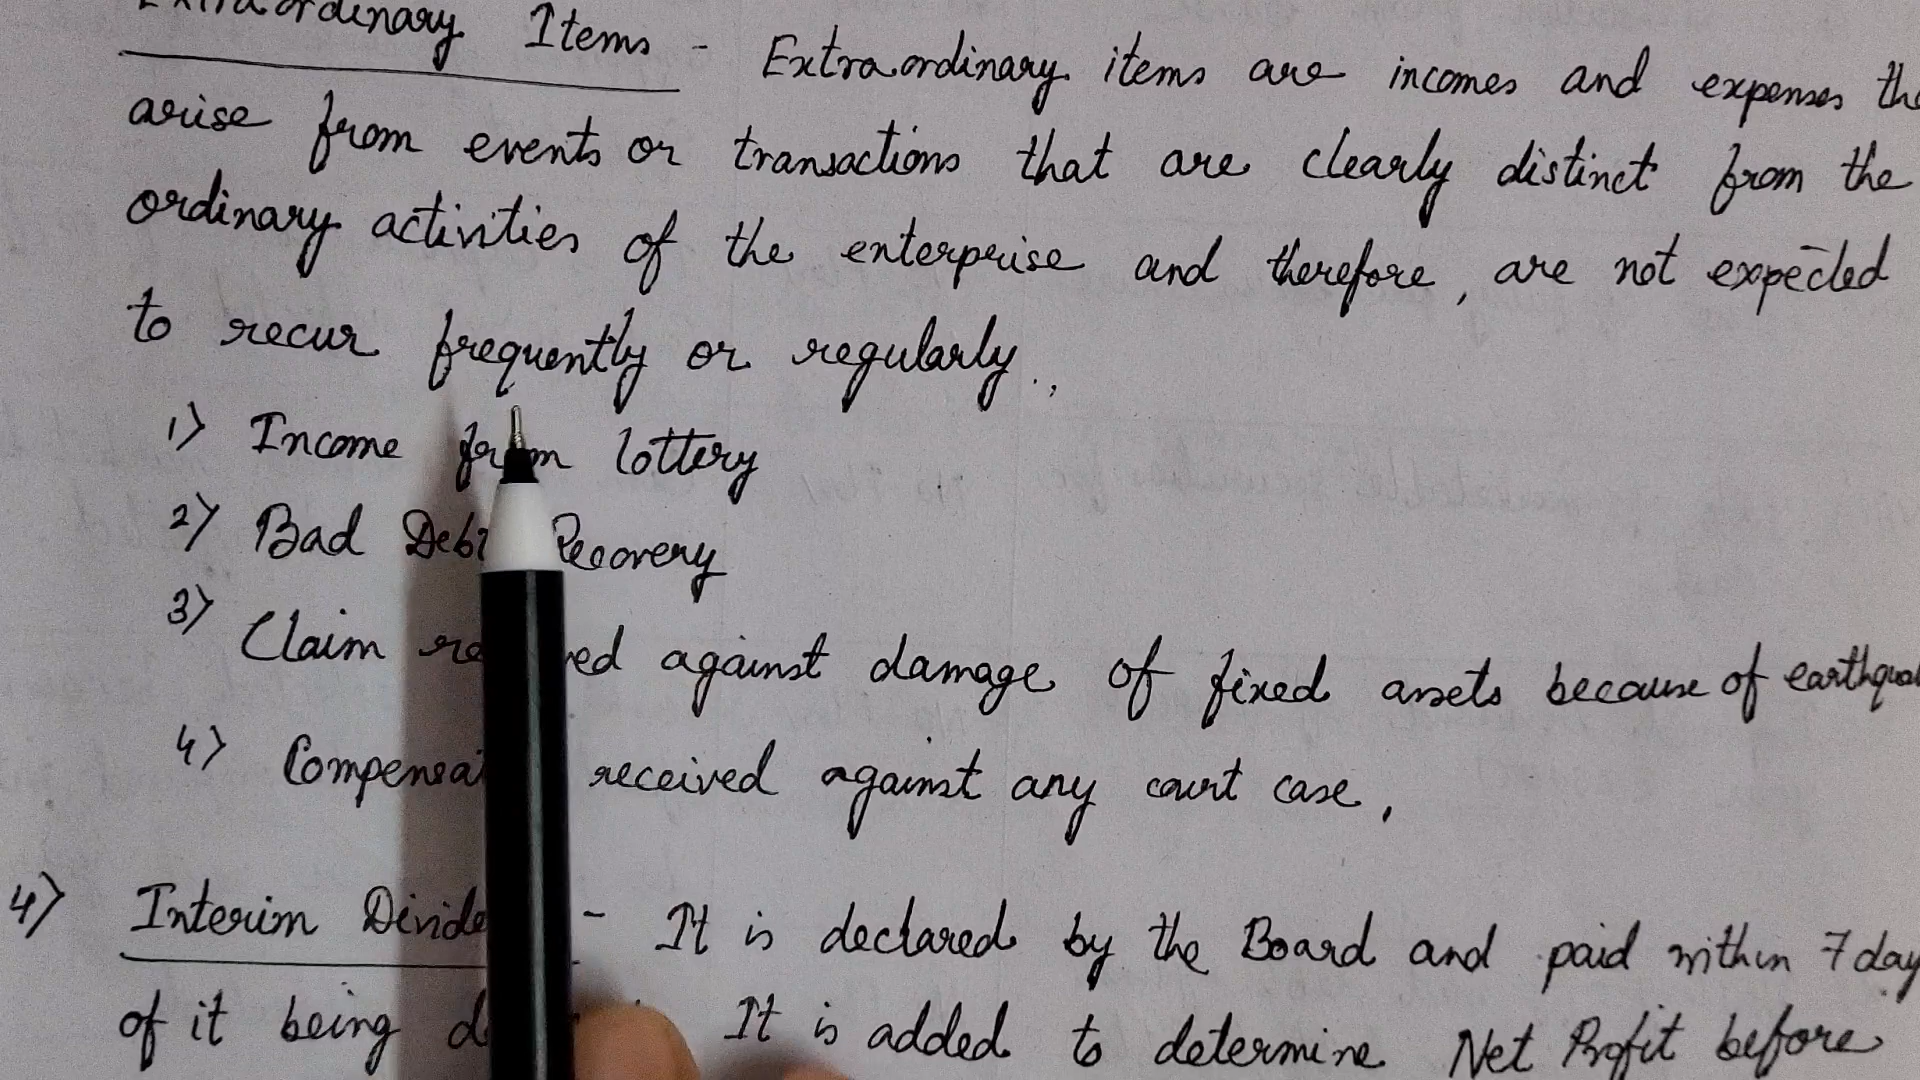 Extraordinary Items - Extraordinary items are incomes and expenses
arise from events or transactions that are clearly distinct from the
ordinary activities of the enterprise and therefore, are not expected
to recur frequently or regularly.
1) Income from lottery
2) Bad Recovery
3) Claim against damage of fixed assets because of
4) received against any court case,
4) Interim - It is declared by the Board and paid within 7
of it being It is added to determine Net Profit before